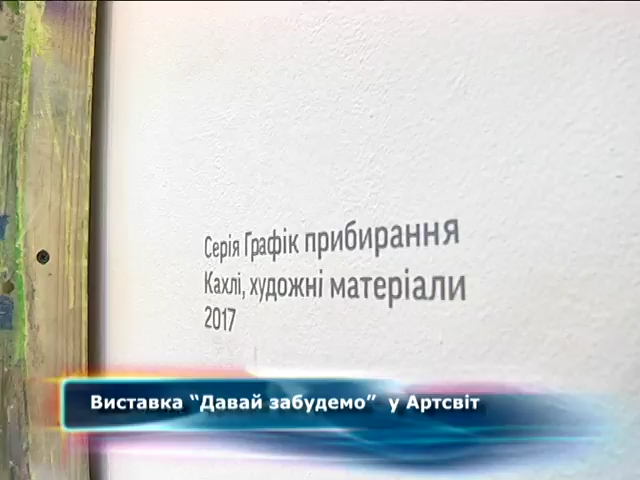 Серія Графік прибирання
Кахлі, художні матеріали
2017
Виставка “Давай забудемо” у Артсвіт